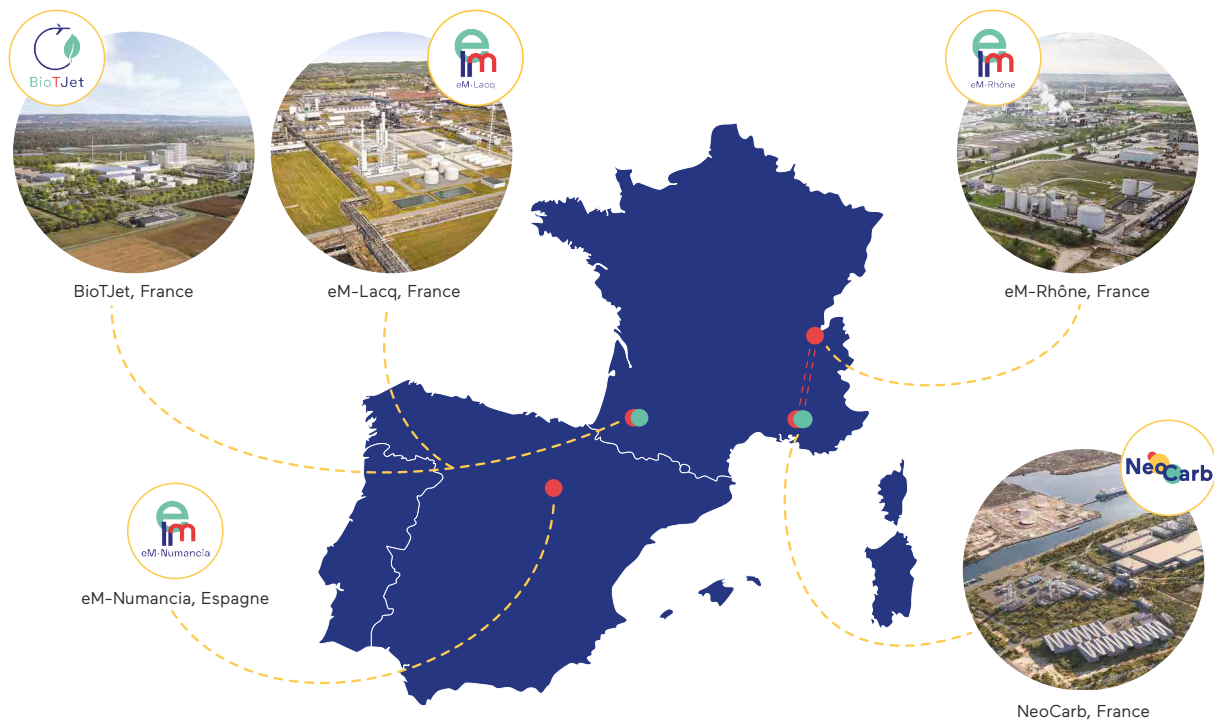 BioTJet
BioTJet, France
eM-Lacq
eM-Lacq, France
eM-Rhône
eM-Rhône, France
eM-Numancia
eM-Numancia, Espagne
NeoCarb
NeoCarb, France